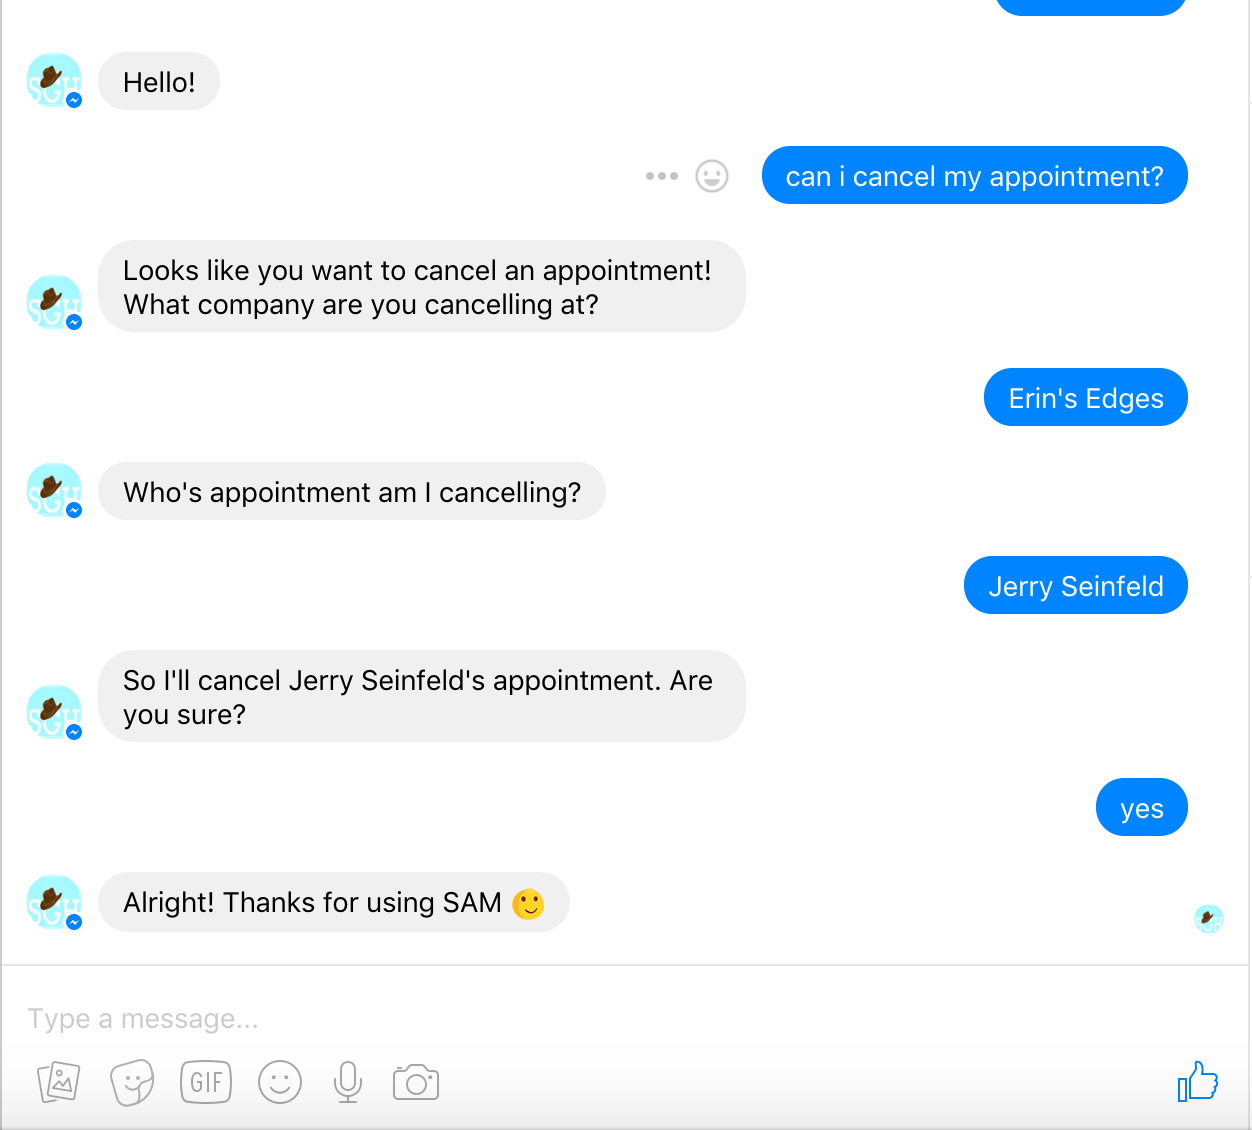 Hello!
can i cancel my appointment?
Looks like you want to cancel an appointment!
What company are you cancelling at?
Erin's Edges
Who's appointment am I cancelling?
Jerry Seinfeld
So I'll cancel Jerry Seinfeld's appointment. Are
you sure?
yes
Alright! Thanks for using SAM 🙂
Type a message...
GIF